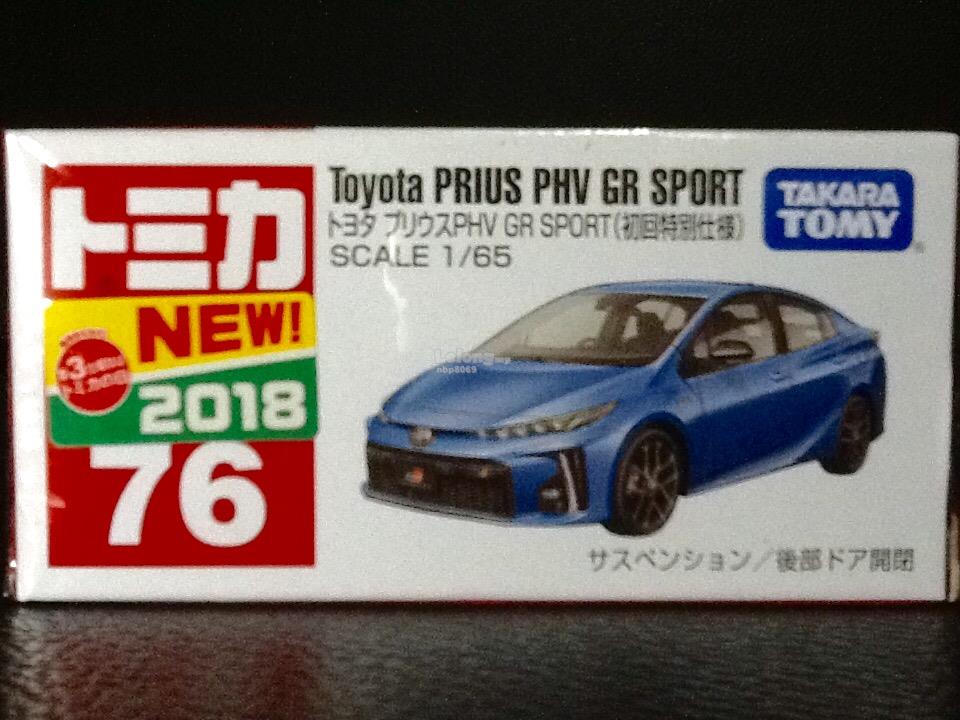 トミカ
NEW!
2018
76
Toyota PRIUS PHV GR SPORT
トヨタ プリウスPHV GR SPORT(初回特別仕様)
SCALE 1/65
TAKARA
TOMY
Lelong
nbp8069
サスペンション/後部ドア開閉